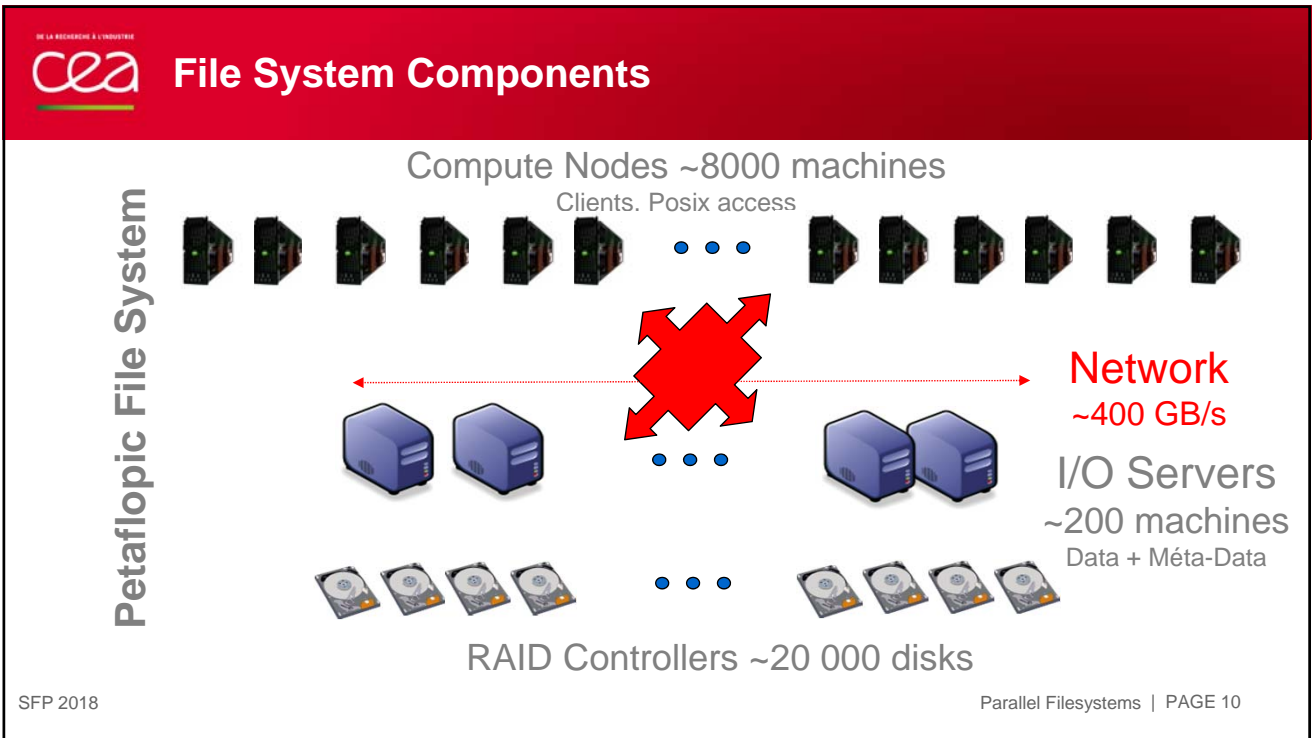 DE LA RECHERCHE À L'INDUSTRIE
cea
File System Components
Petaflopic File System
Compute Nodes ~8000 machines
Clients, Posix access
Network
~400 GB/s
I/O Servers
~200 machines
Data + Méta-Data
RAID Controllers ~20 000 disks
SFP 2018
Parallel Filesystems | PAGE 10